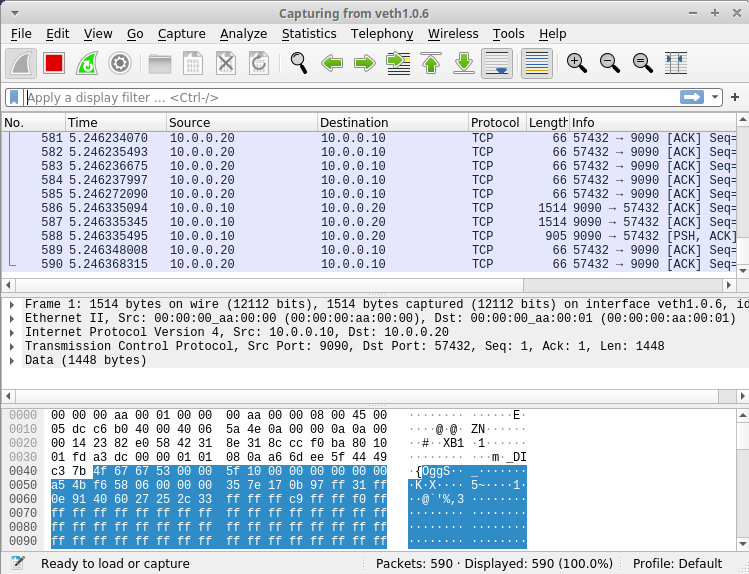 Capturing from veth1.0.6
File Edit View Go Capture Analyze Statistics Telephony Wireless Tools Help
Apply a display filter ... <Ctrl-/>
No. Time Source Destination Protocol Length Info
581 5.246234070 10.0.0.20 10.0.0.10 TCP 66 57432 → 9090 [ACK] Seq=
582 5.246235493 10.0.0.20 10.0.0.10 TCP 66 57432 → 9090 [ACK] Seq=
583 5.246236675 10.0.0.20 10.0.0.10 TCP 66 57432 → 9090 [ACK] Seq=
584 5.246237997 10.0.0.20 10.0.0.10 TCP 66 57432 → 9090 [ACK] Seq=
585 5.246272090 10.0.0.20 10.0.0.10 TCP 66 57432 → 9090 [ACK] Seq=
586 5.246335094 10.0.0.10 10.0.0.20 TCP 1514 9090 → 57432 [ACK] Seq=
587 5.246335345 10.0.0.10 10.0.0.20 TCP 1514 9090 → 57432 [ACK] Seq=
588 5.246335495 10.0.0.10 10.0.0.20 TCP 905 9090 → 57432 [PSH, ACK]
589 5.246348008 10.0.0.20 10.0.0.10 TCP 66 57432 → 9090 [ACK] Seq=
590 5.246368315 10.0.0.20 10.0.0.10 TCP 66 57432 → 9090 [ACK] Seq=
Frame 1: 1514 bytes on wire (12112 bits), 1514 bytes captured (12112 bits) on interface veth1.0.6, id
Ethernet II, Src: 00:00:00_aa:00:00 (00:00:00:aa:00:00), Dst: 00:00:00_aa:00:01 (00:00:00:aa:00:01)
Internet Protocol Version 4, Src: 10.0.0.10, Dst: 10.0.0.20
Transmission Control Protocol, Src Port: 9090, Dst Port: 57432, Seq: 1, Ack: 1, Len: 1448
Data (1448 bytes)
0000 00 00 00 aa 00 01 00 00 00 aa 00 00 08 00 45 00 ········ ······E·
0010 05 dc c6 b0 40 00 40 06 5a 4e 0a 00 00 0a 0a 00 ····@·@· ZN······
0020 00 14 23 82 e0 58 42 31 8e 31 8c cc f0 ba 80 10 ··#··XB1 ·1······
0030 01 fd a3 dc 00 00 01 01 08 0a a6 6d ee 5f 44 49 ········ ···m·_DI
0040 c3 7b 4f 67 67 53 00 00 5f 10 00 00 00 00 00 00 ·{OggS·· _·······
0050 a5 4b f6 58 06 00 00 00 35 7e 17 0b 97 ff 31 ff ·K·X···· 5~····1·
0060 0e 91 40 60 27 25 2c 33 ff ff ff c9 ff ff f0 ff ··@`'%,3 ········
0070 ff ff ff ff ff ff ff ff ff ff ff ff ff ff ff ff ········ ········
0080 ff ff ff ff ff ff ff ff ff ff ff ff ff ff ff ff ········ ········
0090 ff ff ff ff ff ff ff ff ff ff ff ff ff ff ff ff ········ ········
Ready to load or capture Packets: 590 · Displayed: 590 (100.0%) Profile: Default